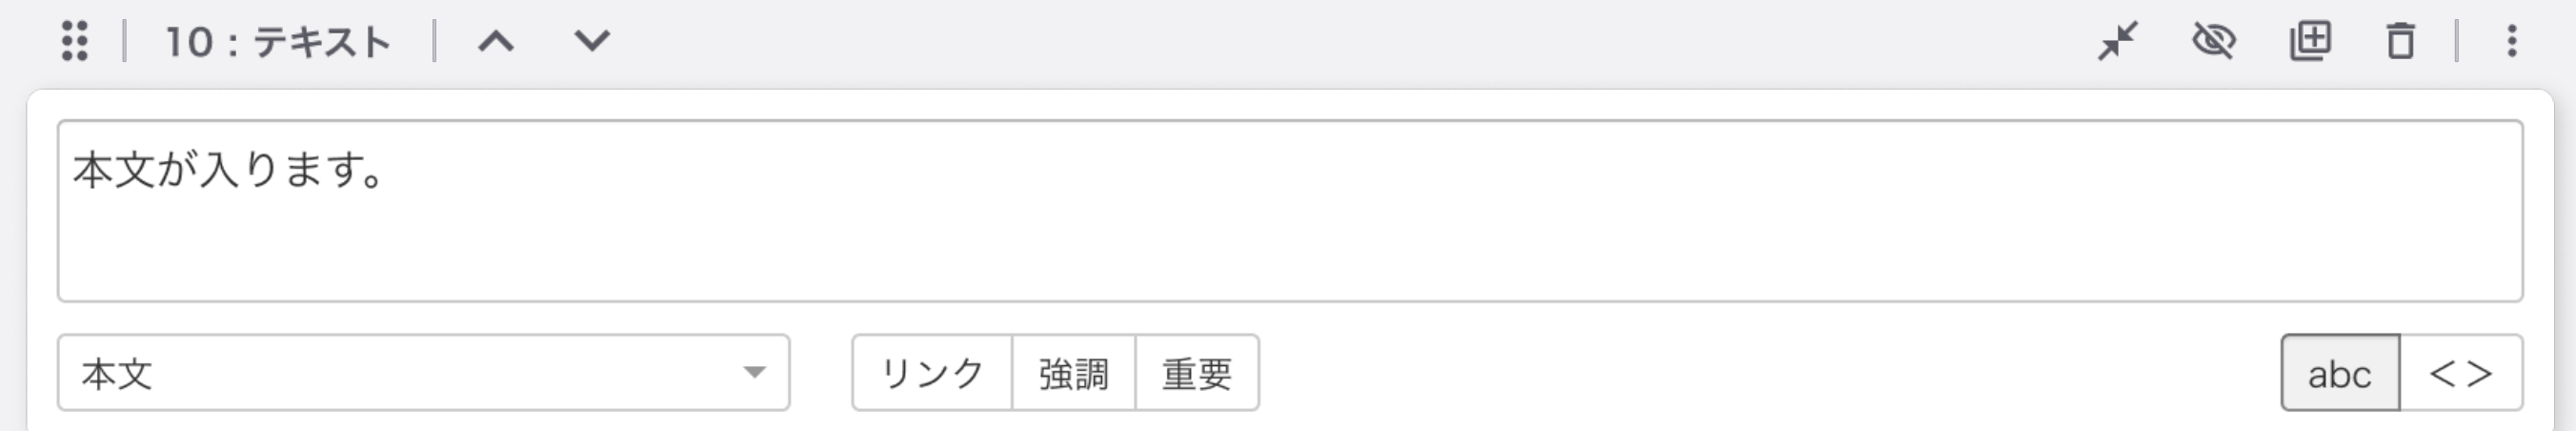 10：テキスト
本文が入ります。
本文 リンク 強調 重要 abc <>